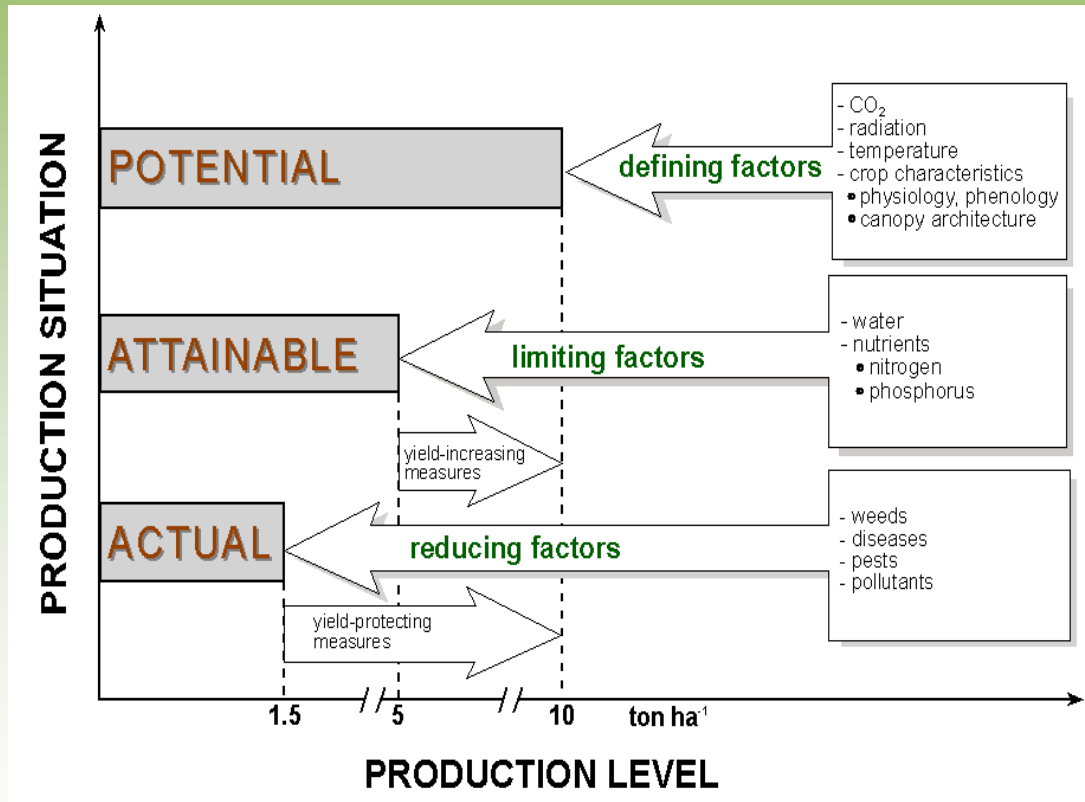 PRODUCTION SITUATION
POTENTIAL
defining factors
- CO₂
- radiation
- temperature
- crop characteristics
• physiology, phenology
• canopy architecture
ATTAINABLE
limiting factors
- water
- nutrients
• nitrogen
• phosphorus
yield-increasing
measures
ACTUAL
reducing factors
- weeds
- diseases
- pests
- pollutants
yield-protecting
measures
1.5 // // 5 // 10 ton ha⁻¹
PRODUCTION LEVEL